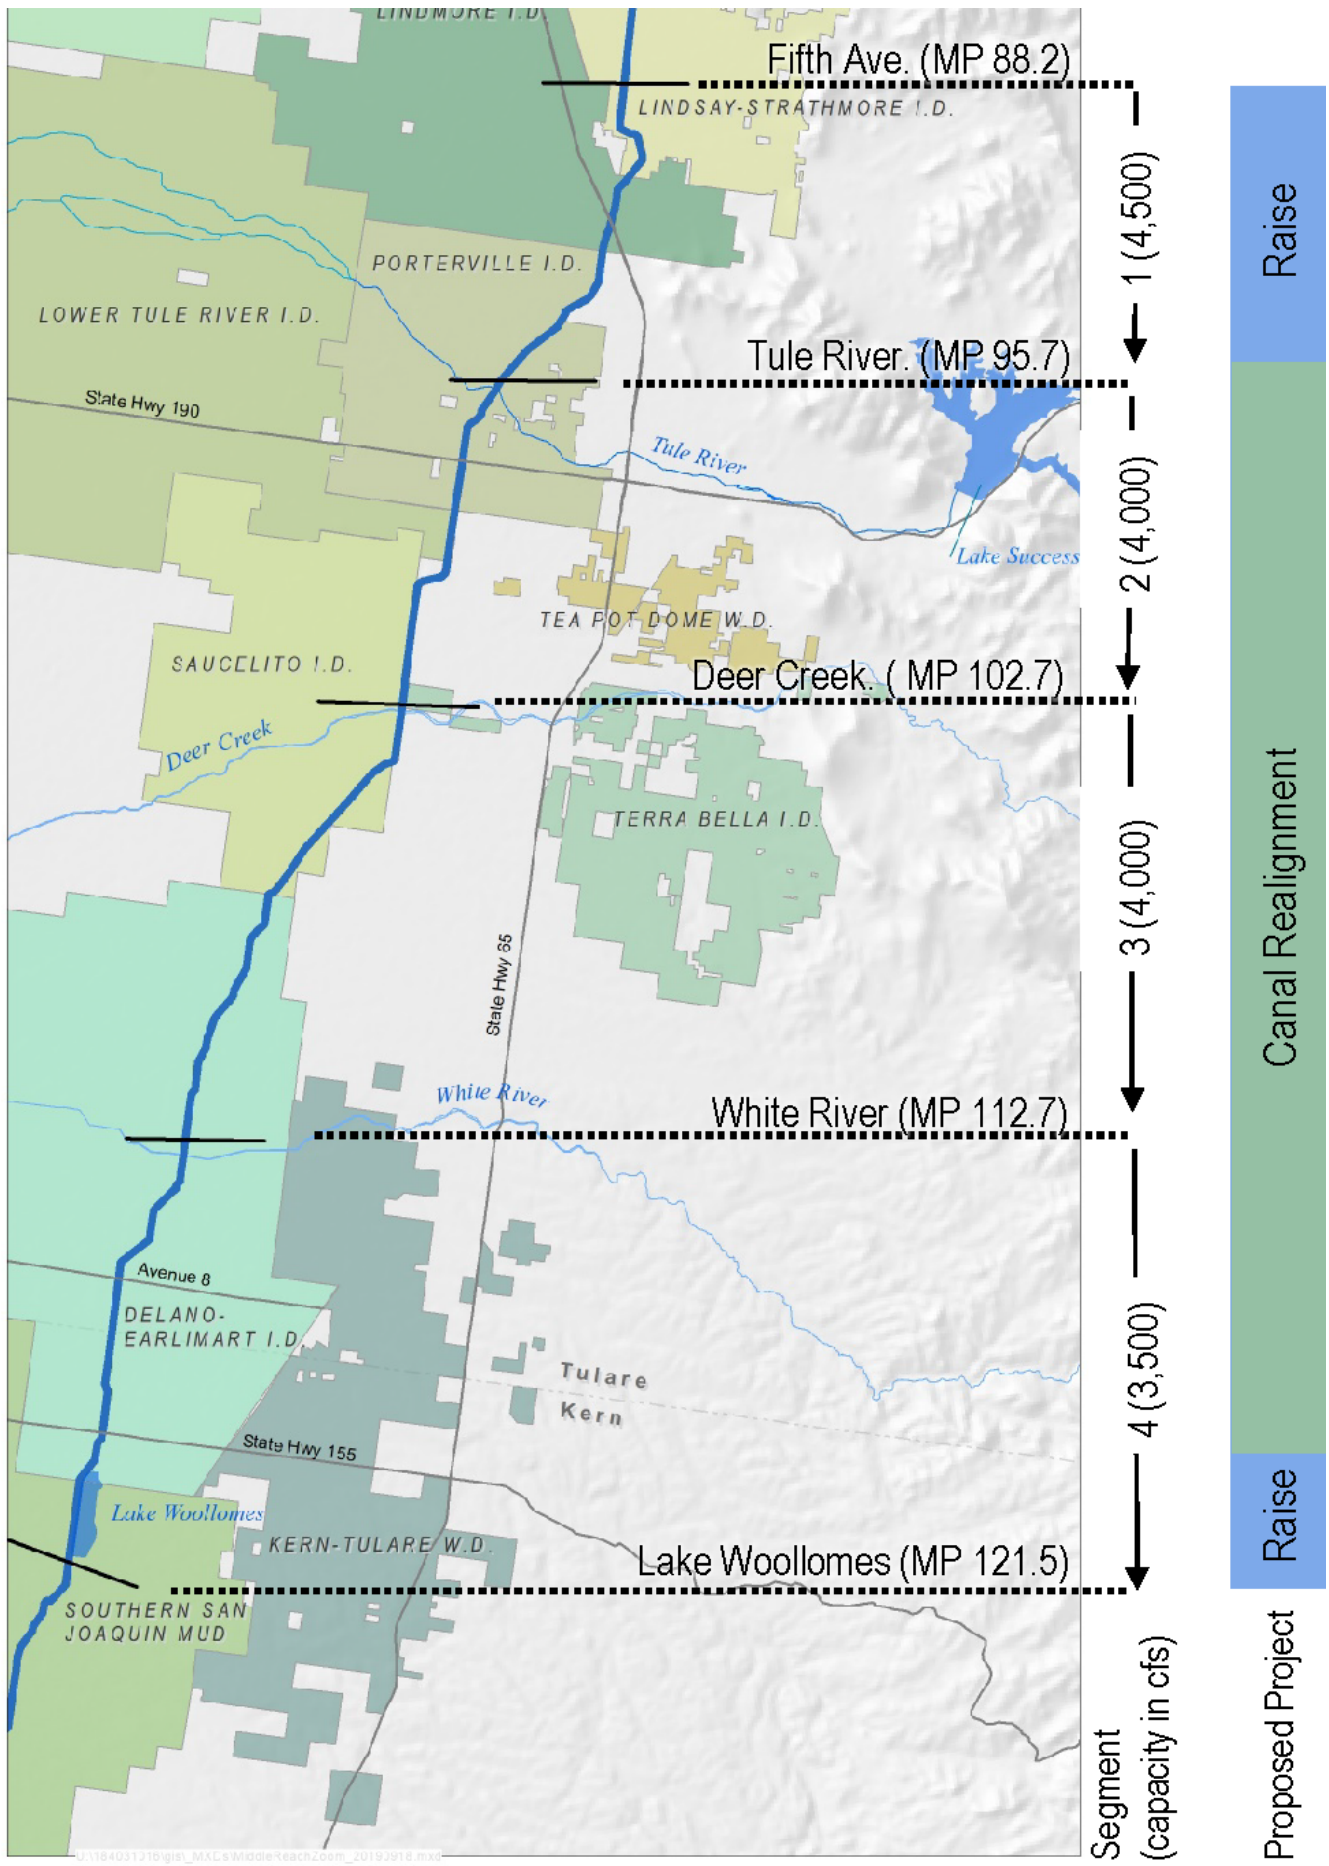 LINDMORE I.D
Fifth Ave. (MP 88.2)
LINDSAY-STRATHMORE I.D.
1 (4,500)
Raise
PORTERVILLE I.D.
LOWER TULE RIVER I.D.
Tule River. (MP 95.7)
State Hwy 190
Tule River
Lake Success
2 (4,000)
TEA POT DOME W.D.
SAUCELITO I.D.
Deer Creek. ( MP 102.7)
Deer Creek
TERRA BELLA I.D.
3 (4,000)
Canal Realignment
State Hwy 65
White River
White River (MP 112.7)
Avenue 8
DELANO-
EARLIMART I.D.
Tulare
Kern
4 (3,500)
State Hwy 155
Lake Woollomes
KERN-TULARE W.D.
Raise
Lake Woollomes (MP 121.5)
SOUTHERN SAN
JOAQUIN MUD
Segment
(capacity in cfs)
Proposed Project